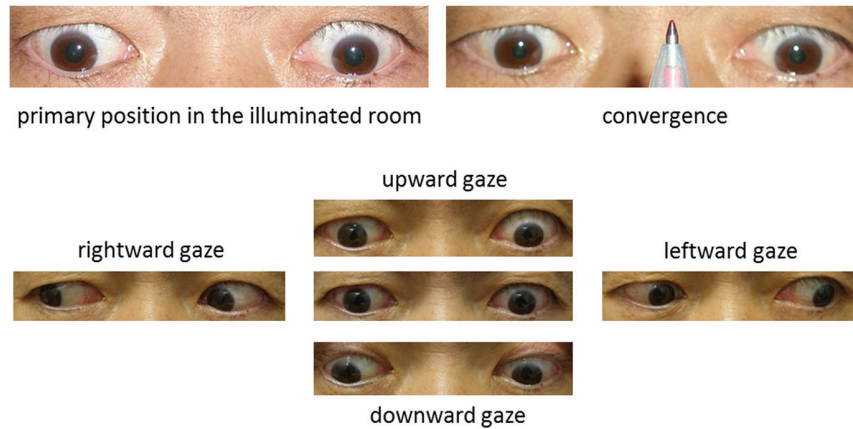 primary position in the illuminated room
convergence
upward gaze
rightward gaze
leftward gaze
downward gaze